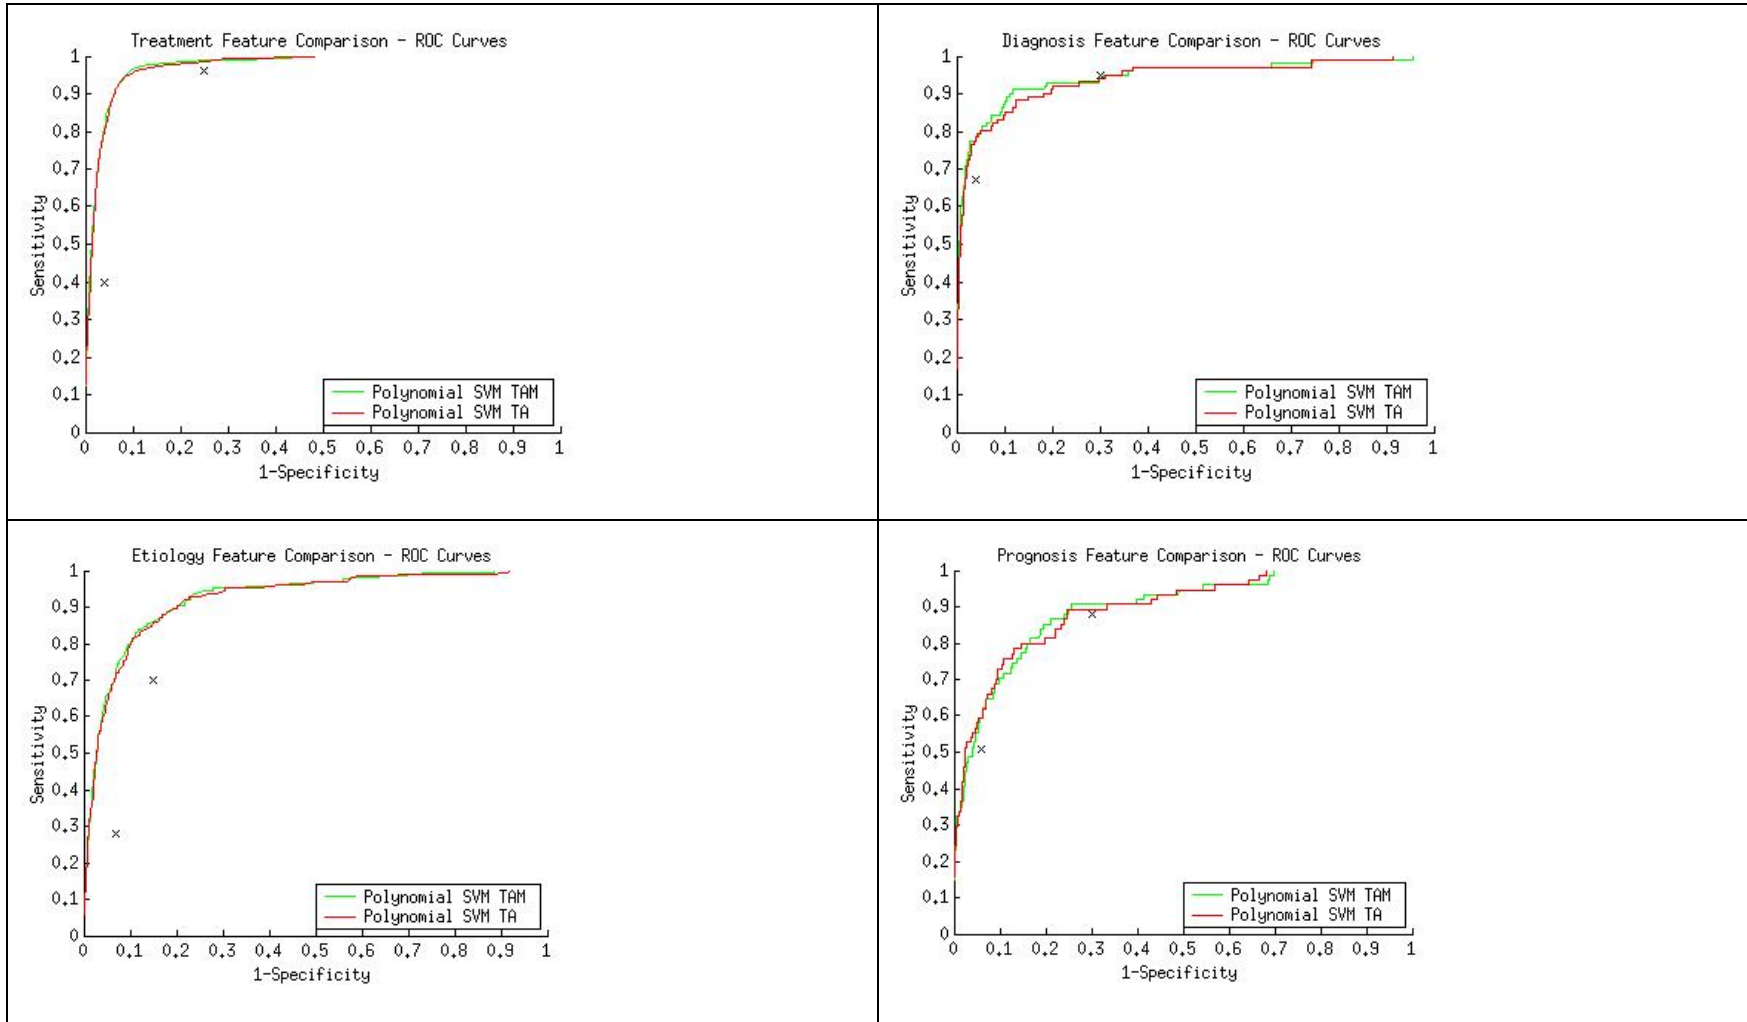 Treatment Feature Comparison - ROC Curves
1
0.9
0.8
0.7
0.6
0.5
0.4
0.3
0.2
0.1
0
Sensitivity
Polynomial SVM TAM
Polynomial SVM TA
0 0.1 0.2 0.3 0.4 0.5 0.6 0.7 0.8 0.9 1
1-Specificity
Diagnosis Feature Comparison - ROC Curves
1
0.9
0.8
0.7
0.6
0.5
0.4
0.3
0.2
0.1
0
Sensitivity
Polynomial SVM TAM
Polynomial SVM TA
0 0.1 0.2 0.3 0.4 0.5 0.6 0.7 0.8 0.9 1
1-Specificity
Etiology Feature Comparison - ROC Curves
1
0.9
0.8
0.7
0.6
0.5
0.4
0.3
0.2
0.1
0
Sensitivity
Polynomial SVM TAM
Polynomial SVM TA
0 0.1 0.2 0.3 0.4 0.5 0.6 0.7 0.8 0.9 1
1-Specificity
Prognosis Feature Comparison - ROC Curves
1
0.9
0.8
0.7
0.6
0.5
0.4
0.3
0.2
0.1
0
Sensitivity
Polynomial SVM TAM
Polynomial SVM TA
0 0.1 0.2 0.3 0.4 0.5 0.6 0.7 0.8 0.9 1
1-Specificity